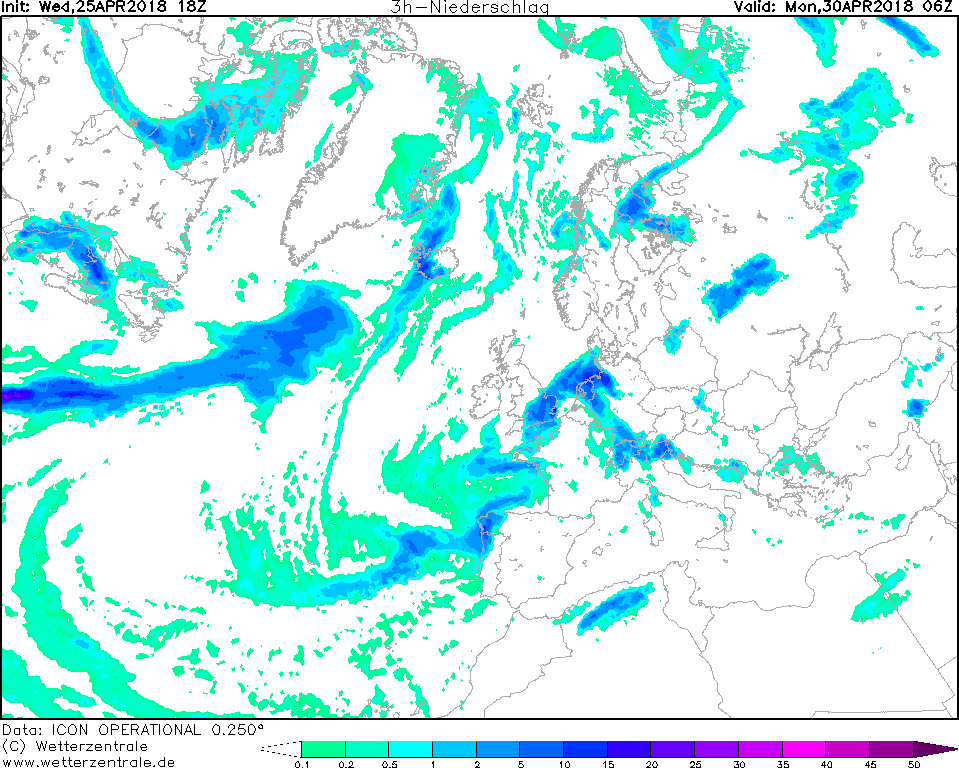 Init: Wed,25APR2018 18Z 3h-Niederschlag Valid: Mon,30APR2018 06Z
Data: ICON OPERATIONAL 0.250°
(C) Wetterzentrale
www.wetterzentrale.de
0.1 0.2 0.5 1 2 5 10 15 20 25 30 35 40 45 50